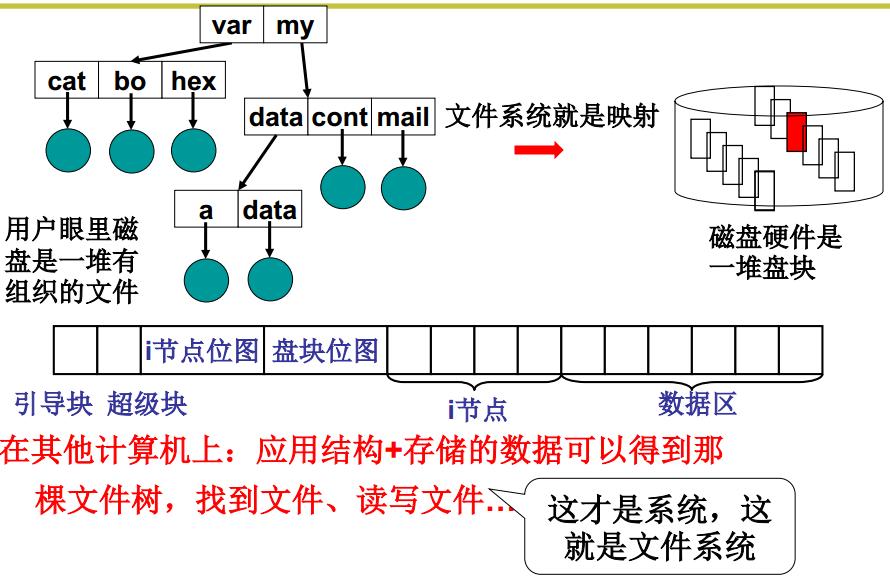 var my
cat bo hex
data cont mail
文件系统就是映射
a data
用户眼里磁
盘是一堆有
组织的文件
磁盘硬件是
一堆盘块
i节点位图 盘块位图
引导块 超级块
i节点
数据区
在其他计算机上：应用结构+存储的数据可以得到那
棵文件树，找到文件、读写文件…
这才是系统，这
就是文件系统